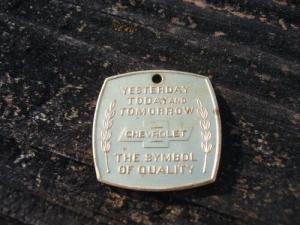 YESTERDAY
TODAY AND
TOMORROW
CHEVROLET
THE SYMBOL
OF QUALITY